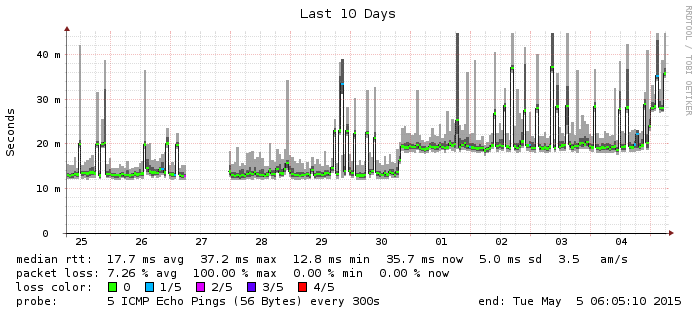 Last 10 Days
RRDTOOL / TOBI OETIKER
Seconds
40 m
30 m
20 m
10 m
0
25 26 27 28 29 30 01 02 03 04
median rtt: 17.7 ms avg 37.2 ms max 12.8 ms min 35.7 ms now 5.0 ms sd 3.5 am/s
packet loss: 7.26 % avg 100.00 % max 0.00 % min 0.00 % now
loss color: 0 1/5 2/5 3/5 4/5
probe: 5 ICMP Echo Pings (56 Bytes) every 300s end: Tue May 5 06:05:10 2015